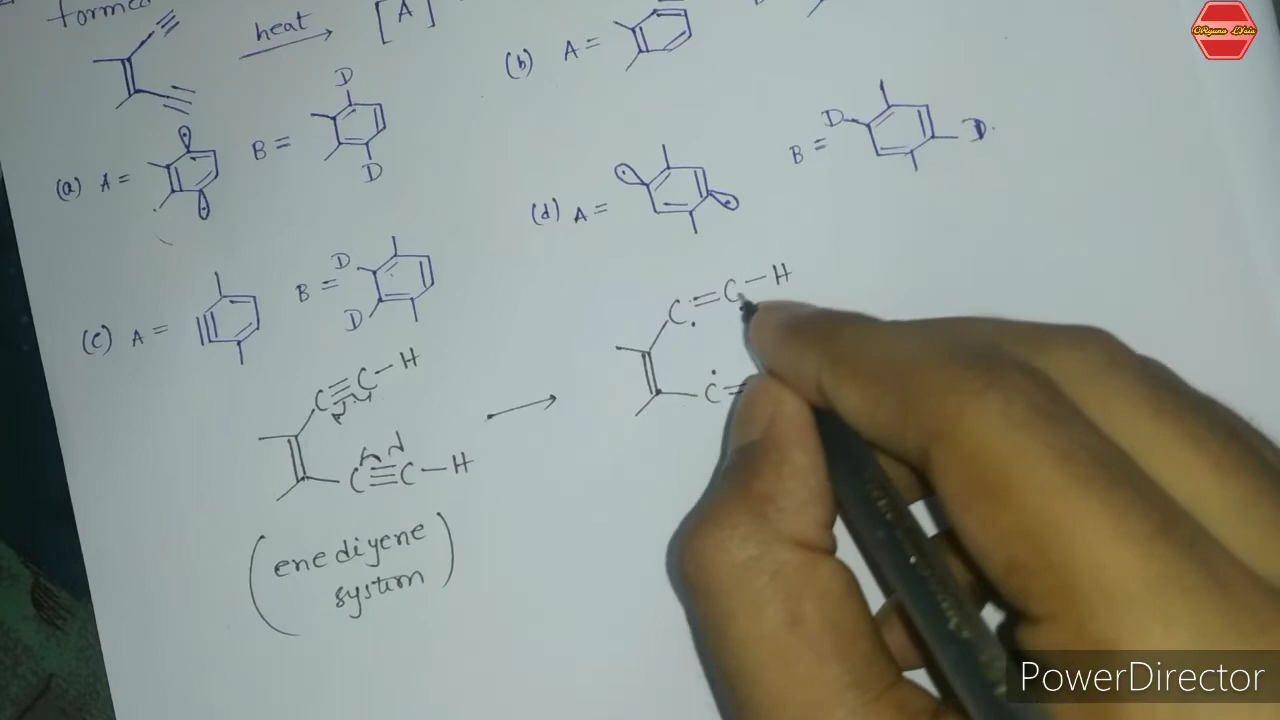 formed
heat
[A]
(b) A =
(a) A =
B =
D
D
(d) A =
B =
D
D
(c) A =
B =
D
D
C≡C-H
C≡C-H
C=C-H
C=
(enediyene
system)
PowerDirector